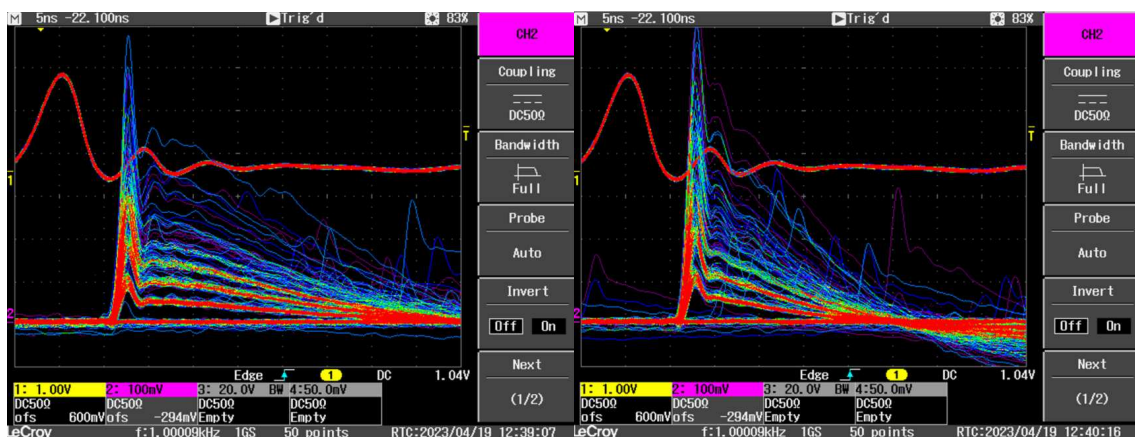 M 5ns -22.100ns Trig'd 83%
CH2
Coupling
DC50Ω
Bandwidth
Full
Probe
Auto
Invert
Off On
Next
(1/2)
T
1
2
Edge 1 DC 1.04V
1: 1.00V 2: 100mV 3: 20.0V BW 4:50.0mV
DC50Ω DC50Ω DC50Ω DC50Ω
ofs 600mV ofs -294mV Empty Empty
LeCroy f:1.00009kHz 1GS 50 points RTC:2023/04/19 12:39:07
M 5ns -22.100ns Trig'd 83%
CH2
Coupling
DC50Ω
Bandwidth
Full
Probe
Auto
Invert
Off On
Next
(1/2)
T
1
2
Edge 1 DC 1.04V
1: 1.00V 2: 100mV 3: 20.0V BW 4:50.0mV
DC50Ω DC50Ω DC50Ω DC50Ω
ofs 600mV ofs -294mV Empty Empty
LeCroy f:1.00009kHz 1GS 50 points RTC:2023/04/19 12:40:16